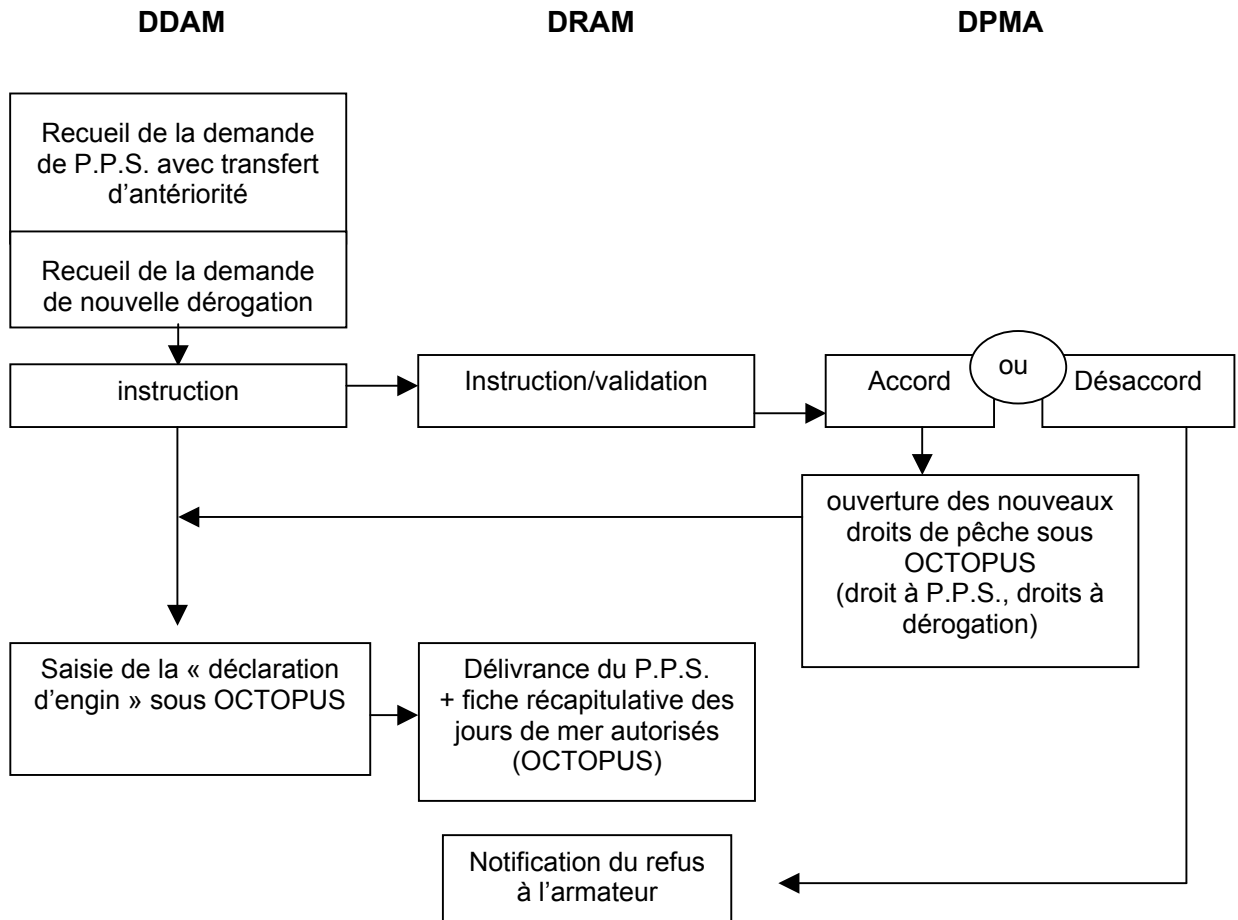 DDAM DRAM DPMA
Recueil de la demande
de P.P.S. avec transfert
d’antériorité
Recueil de la demande
de nouvelle dérogation
instruction
Instruction/validation
Accord
ou
Désaccord
ouverture des nouveaux
droits de pêche sous
OCTOPUS
(droit à P.P.S., droits à
dérogation)
Saisie de la « déclaration
d’engin » sous OCTOPUS
Délivrance du P.P.S.
+ fiche récapitulative des
jours de mer autorisés
(OCTOPUS)
Notification du refus
à l’armateur